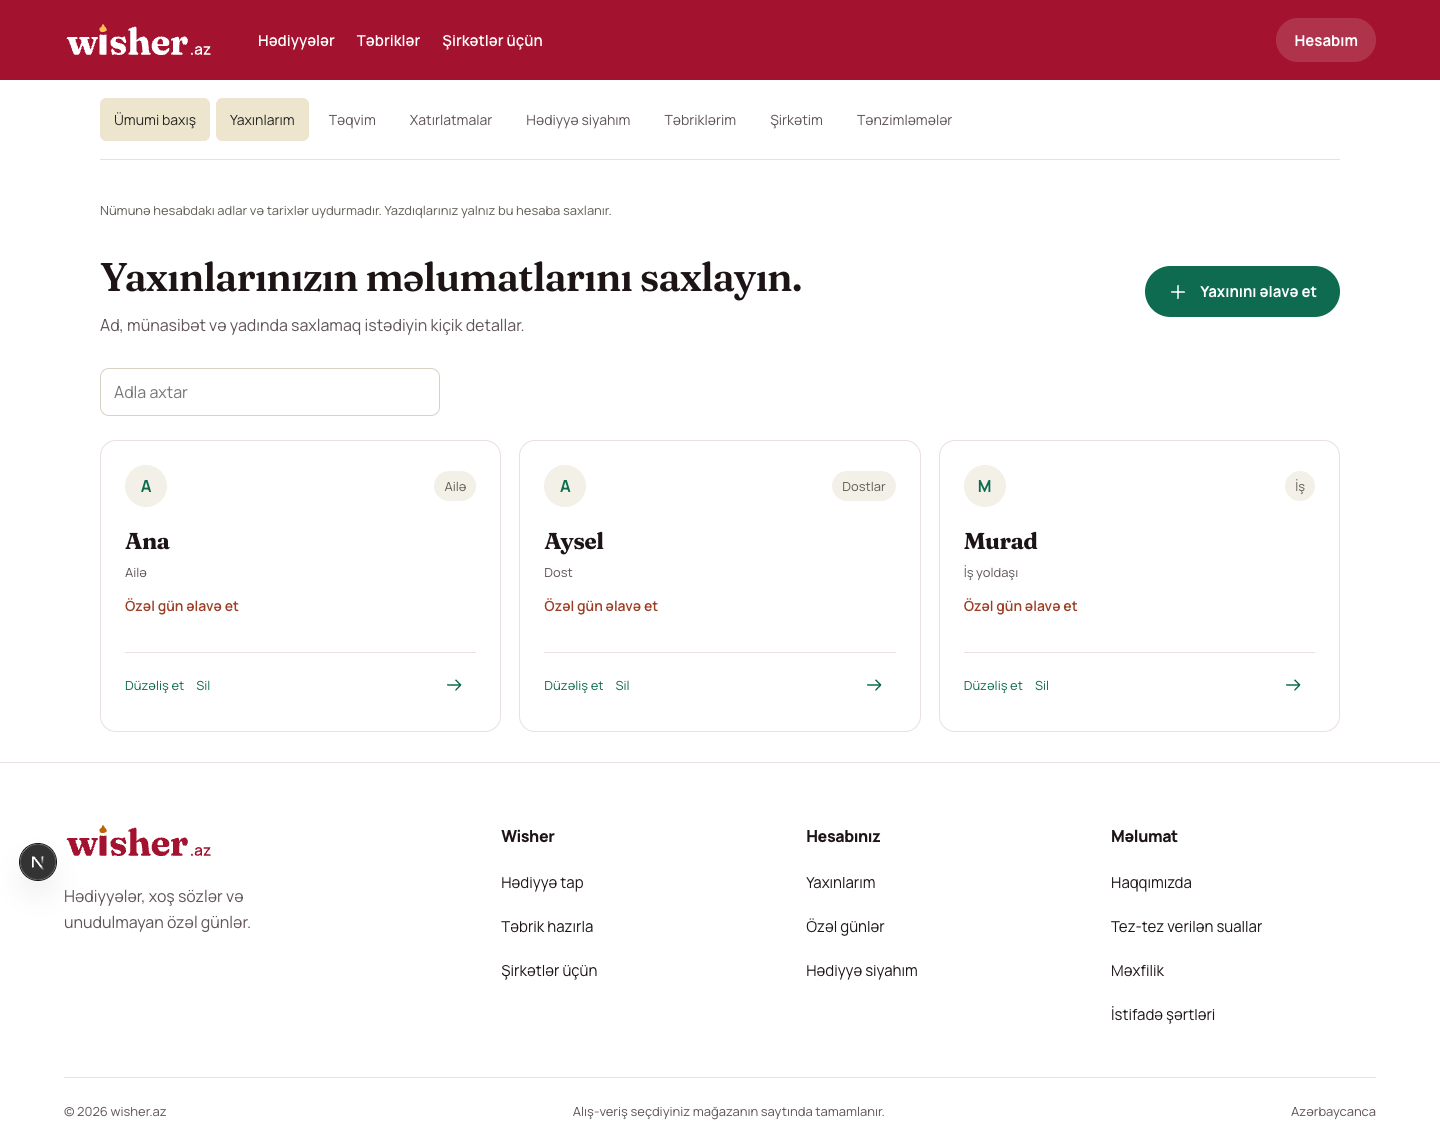 wisher.az
Hədiyyələr
Təbriklər
Şirkətlər üçün
Hesabım
Ümumi baxış
Yaxınlarım
Təqvim
Xatırlatmalar
Hədiyyə siyahım
Təbriklərim
Şirkətim
Tənzimləmələr
Nümunə hesabdakı adlar və tarixlər uydurmadır. Yazdıqlarınız yalnız bu hesaba saxlanır.
Yaxınlarınızın məlumatlarını saxlayın.
Ad, münasibət və yadında saxlamaq istədiyin kiçik detallar.
Yaxınını əlavə et
Adla axtar
A
Ailə
Ana
Ailə
Özəl gün əlavə et
Düzəliş et
Sil
A
Dostlar
Aysel
Dost
Özəl gün əlavə et
Düzəliş et
Sil
M
İş
Murad
İş yoldaşı
Özəl gün əlavə et
Düzəliş et
Sil
wisher.az
Hədiyyələr, xoş sözlər və
unudulmayan özəl günlər.
N
Wisher
Hədiyyə tap
Təbrik hazırla
Şirkətlər üçün
Hesabınız
Yaxınlarım
Özəl günlər
Hədiyyə siyahım
Məlumat
Haqqımızda
Tez-tez verilən suallar
Məxfilik
İstifadə şərtləri
© 2026 wisher.az
Alış-veriş seçdiyiniz mağazanın saytında tamamlanır.
Azərbaycanca